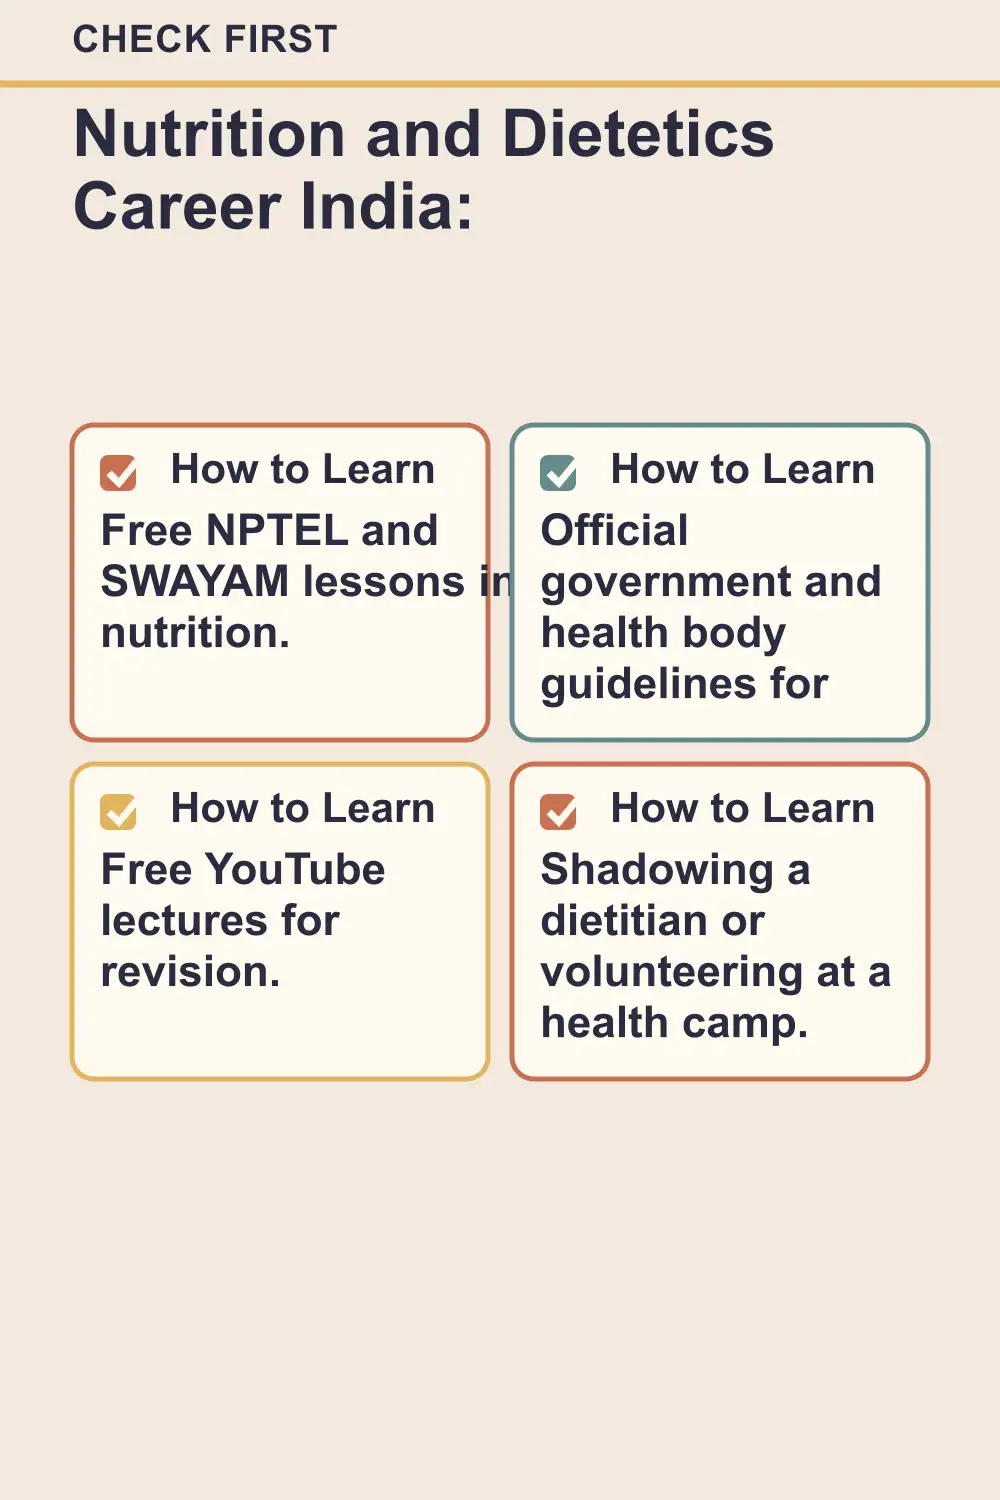 CHECK FIRST
Nutrition and Dietetics
Career India:
How to Learn
Free NPTEL and
SWAYAM lessons in
nutrition.
How to Learn
Official
government and
health body
guidelines for
How to Learn
Free YouTube
lectures for
revision.
How to Learn
Shadowing a
dietitian or
volunteering at a
health camp.